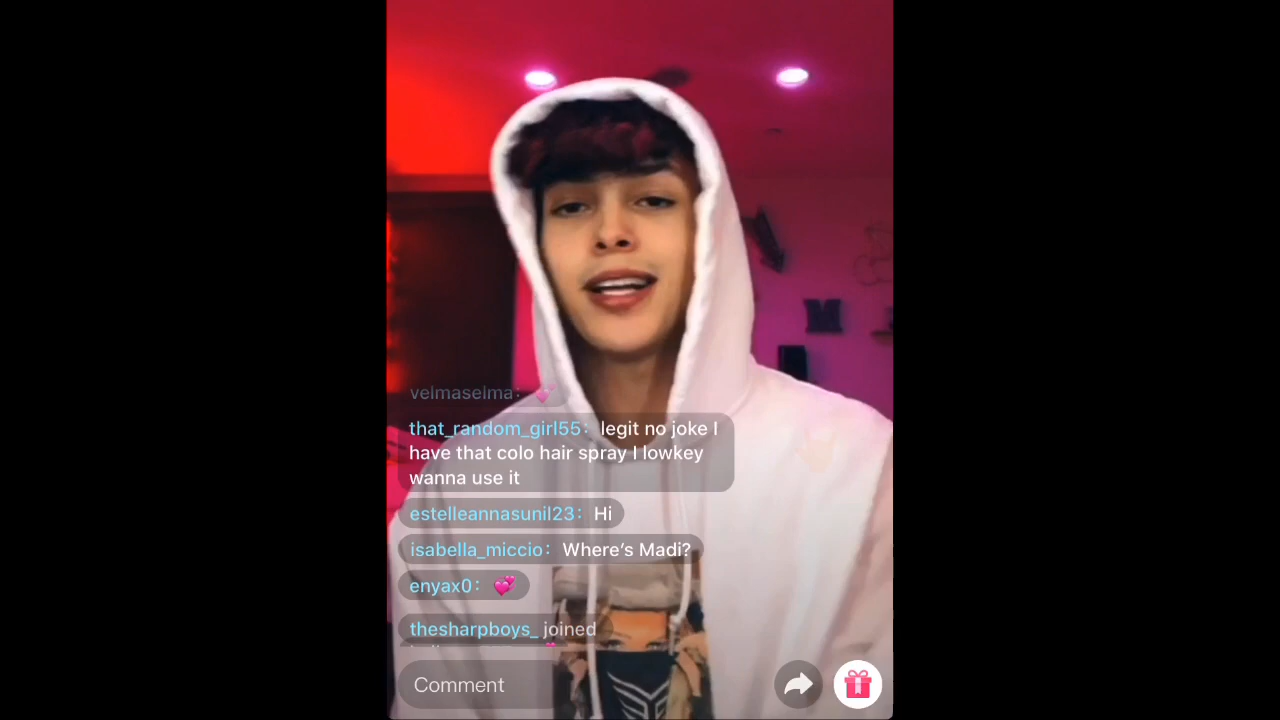 M
velmaselma: 💕
that_random_girl55: legit no joke I
have that colo hair spray I lowkey
wanna use it
estelleannasunil23: Hi
isabella_miccio: Where’s Madi?
enyax0: 💞
thesharpboys_ joined
Comment